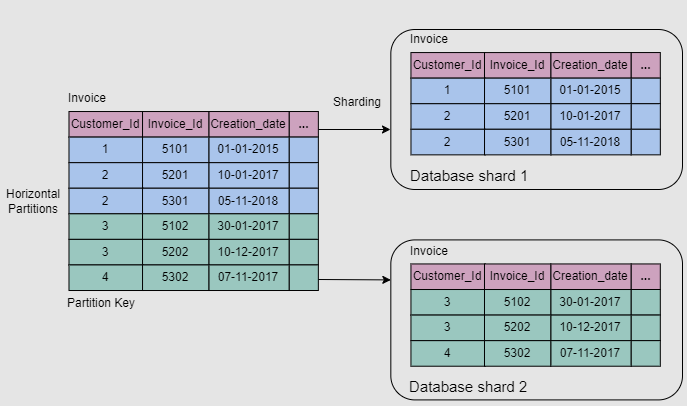 Invoice
Customer_Id Invoice_Id Creation_date ...
1 5101 01-01-2015
2 5201 10-01-2017
2 5301 05-11-2018
3 5102 30-01-2017
3 5202 10-12-2017
4 5302 07-11-2017
Horizontal
Partitions
Partition Key
Sharding
Invoice
Customer_Id Invoice_Id Creation_date ...
1 5101 01-01-2015
2 5201 10-01-2017
2 5301 05-11-2018
Database shard 1
Invoice
Customer_Id Invoice_Id Creation_date ...
3 5102 30-01-2017
3 5202 10-12-2017
4 5302 07-11-2017
Database shard 2